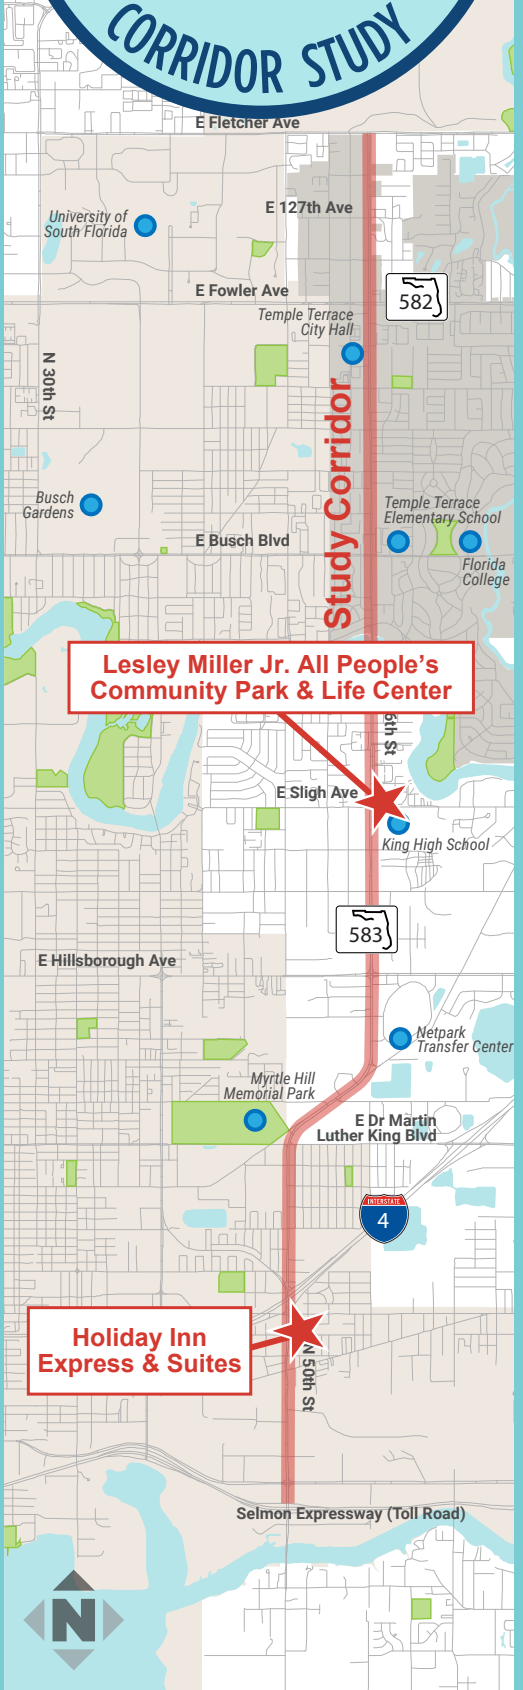 CORRIDOR STUDY
E Fletcher Ave
E 127th Ave
University of
South Florida
E Fowler Ave
582
Temple Terrace
City Hall
N 30th St
Study Corridor
Busch
Gardens
Temple Terrace
Elementary School
E Busch Blvd
Florida
College
Lesley Miller Jr. All People’s
Community Park & Life Center
6th St
E Sligh Ave
King High School
583
E Hillsborough Ave
Netpark
Transfer Center
Myrtle Hill
Memorial Park
E Dr Martin
Luther King Blvd
INTERSTATE
4
Holiday Inn
Express & Suites
N 50th St
Selmon Expressway (Toll Road)
N